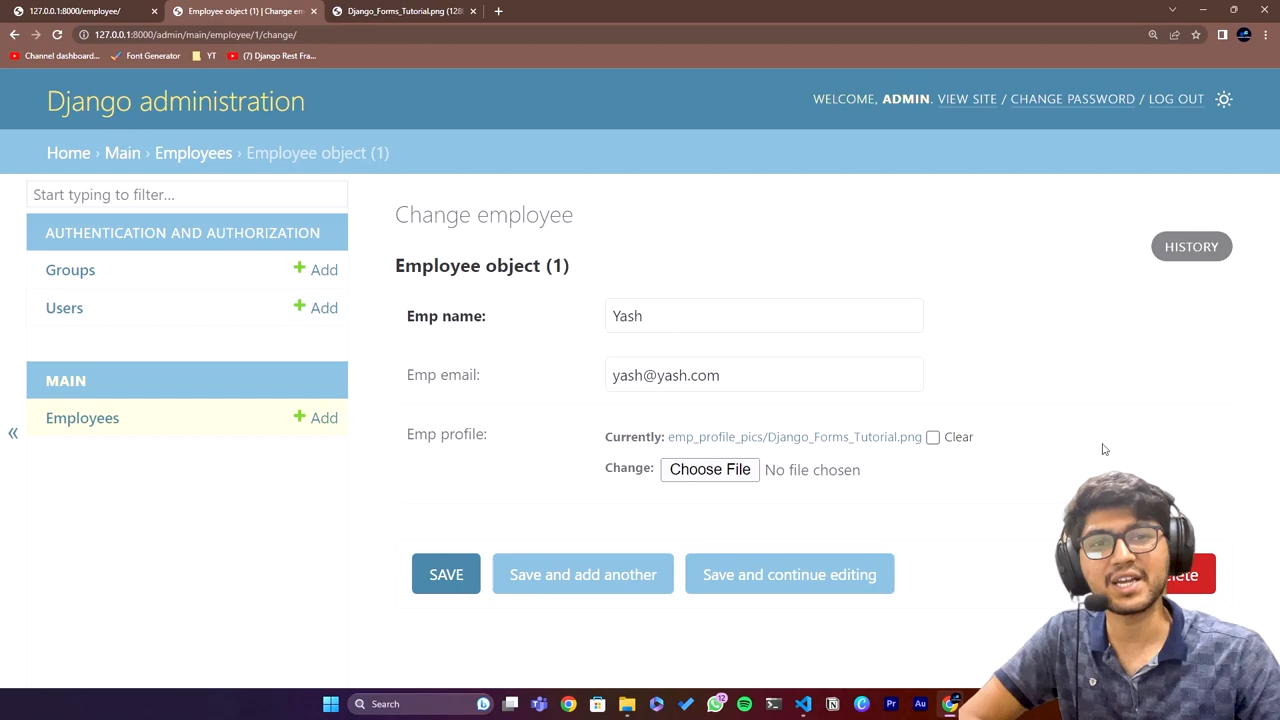 127.0.0.1:8000/employee/
Employee object (1) | Change em
Django_Forms_Tutorial.png (128
127.0.0.1:8000/admin/main/employee/1/change/
Channel dashboard...
Font Generator
YT
(7) Django Rest Fra...
Django administration
WELCOME, ADMIN. VIEW SITE / CHANGE PASSWORD / LOG OUT
Home › Main › Employees › Employee object (1)
Start typing to filter...
AUTHENTICATION AND AUTHORIZATION
Groups
Add
Users
Add
MAIN
Employees
Add
«
Change employee
HISTORY
Employee object (1)
Emp name:
Yash
Emp email:
yash@yash.com
Emp profile:
Currently: emp_profile_pics/Django_Forms_Tutorial.png Clear
Change: Choose File No file chosen
SAVE
Save and add another
Save and continue editing
lete
Search
12
Pr
Au